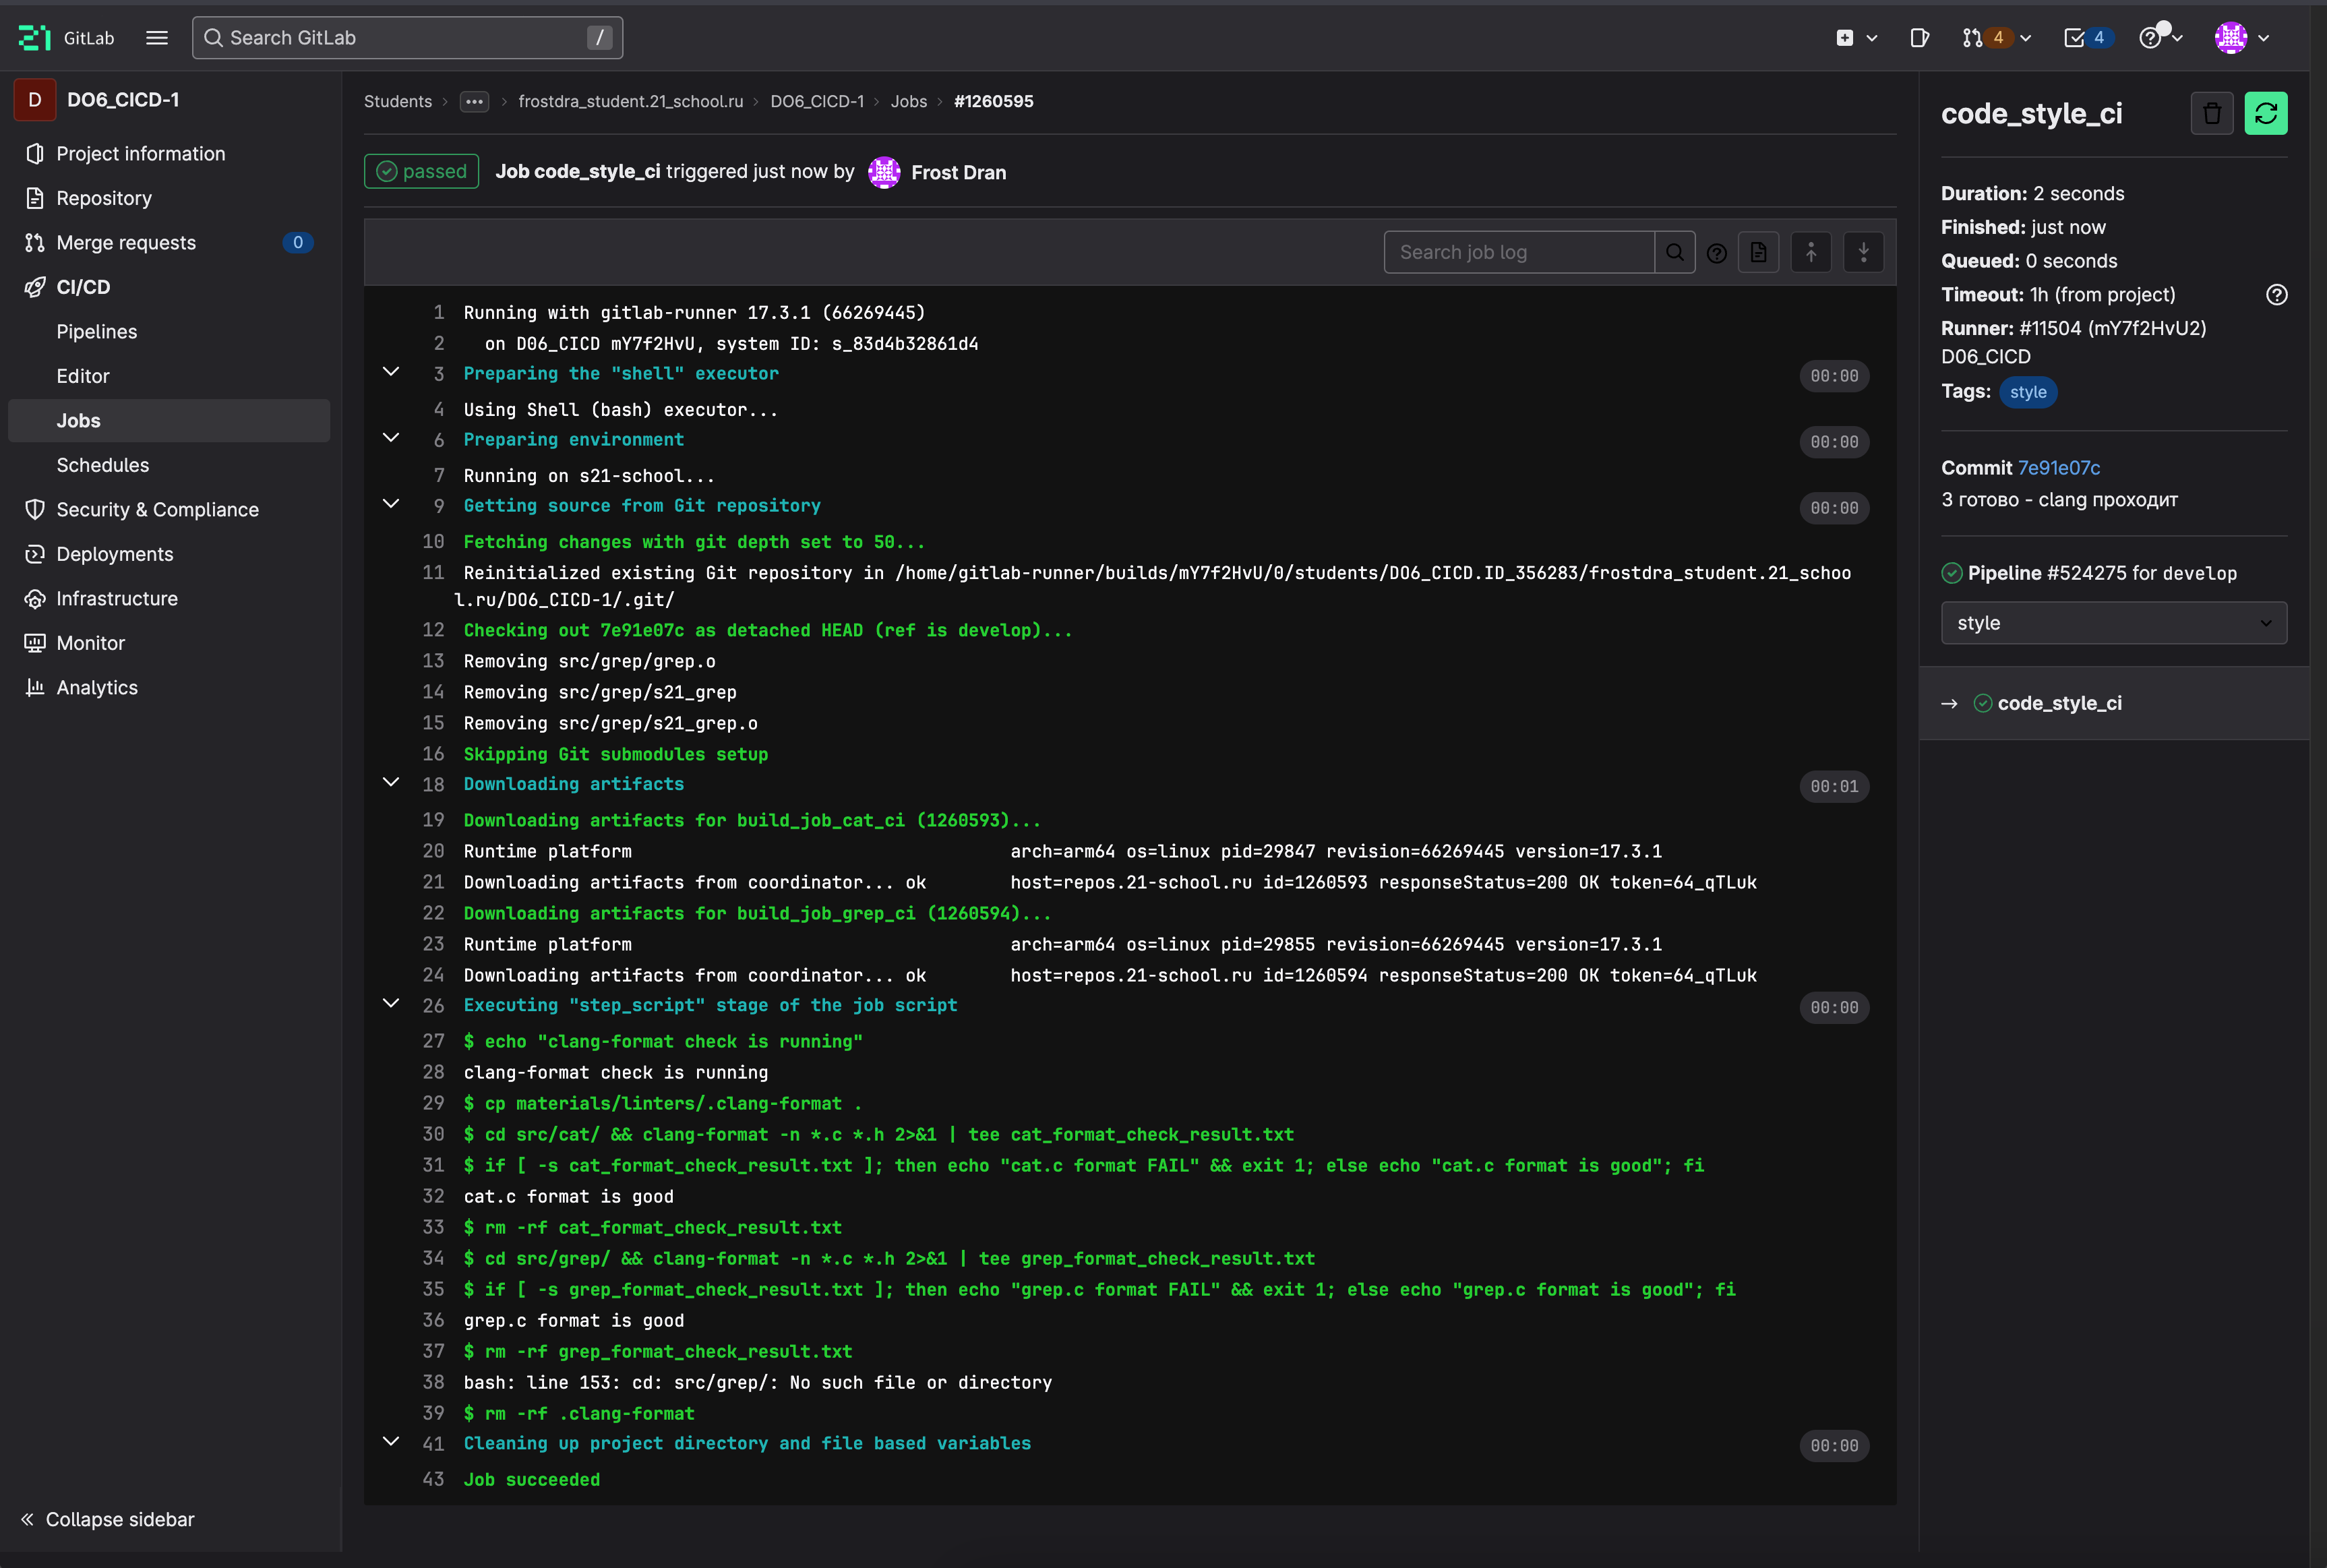 GitLab
Search GitLab
/
4
4
D
DO6_CICD-1
Project information
Repository
Merge requests 0
CI/CD
Pipelines
Editor
Jobs
Schedules
Security & Compliance
Deployments
Infrastructure
Monitor
Analytics
Collapse sidebar
Students > ... > frostdra_student.21_school.ru > DO6_CICD-1 > Jobs > #1260595
passed Job code_style_ci triggered just now by Frost Dran
Search job log
1 Running with gitlab-runner 17.3.1 (66269445)
2 on D06_CICD mY7f2HvU, system ID: s_83d4b32861d4
3 Preparing the "shell" executor 00:00
4 Using Shell (bash) executor...
6 Preparing environment 00:00
7 Running on s21-school...
9 Getting source from Git repository 00:00
10 Fetching changes with git depth set to 50...
11 Reinitialized existing Git repository in /home/gitlab-runner/builds/mY7f2HvU/0/students/DO6_CICD.ID_356283/frostdra_student.21_schoo
l.ru/DO6_CICD-1/.git/
12 Checking out 7e91e07c as detached HEAD (ref is develop)...
13 Removing src/grep/grep.o
14 Removing src/grep/s21_grep
15 Removing src/grep/s21_grep.o
16 Skipping Git submodules setup
18 Downloading artifacts 00:01
19 Downloading artifacts for build_job_cat_ci (1260593)...
20 Runtime platform arch=arm64 os=linux pid=29847 revision=66269445 version=17.3.1
21 Downloading artifacts from coordinator... ok host=repos.21-school.ru id=1260593 responseStatus=200 OK token=64_qTLuk
22 Downloading artifacts for build_job_grep_ci (1260594)...
23 Runtime platform arch=arm64 os=linux pid=29855 revision=66269445 version=17.3.1
24 Downloading artifacts from coordinator... ok host=repos.21-school.ru id=1260594 responseStatus=200 OK token=64_qTLuk
26 Executing "step_script" stage of the job script 00:00
27 $ echo "clang-format check is running"
28 clang-format check is running
29 $ cp materials/linters/.clang-format .
30 $ cd src/cat/ && clang-format -n *.c *.h 2>&1 | tee cat_format_check_result.txt
31 $ if [ -s cat_format_check_result.txt ]; then echo "cat.c format FAIL" && exit 1; else echo "cat.c format is good"; fi
32 cat.c format is good
33 $ rm -rf cat_format_check_result.txt
34 $ cd src/grep/ && clang-format -n *.c *.h 2>&1 | tee grep_format_check_result.txt
35 $ if [ -s grep_format_check_result.txt ]; then echo "grep.c format FAIL" && exit 1; else echo "grep.c format is good"; fi
36 grep.c format is good
37 $ rm -rf grep_format_check_result.txt
38 bash: line 153: cd: src/grep/: No such file or directory
39 $ rm -rf .clang-format
41 Cleaning up project directory and file based variables 00:00
43 Job succeeded
code_style_ci
Duration: 2 seconds
Finished: just now
Queued: 0 seconds
Timeout: 1h (from project)
Runner: #11504 (mY7f2HvU2)
D06_CICD
Tags: style
Commit 7e91e07c
3 готово - clang проходит
Pipeline #524275 for develop
style
→ code_style_ci